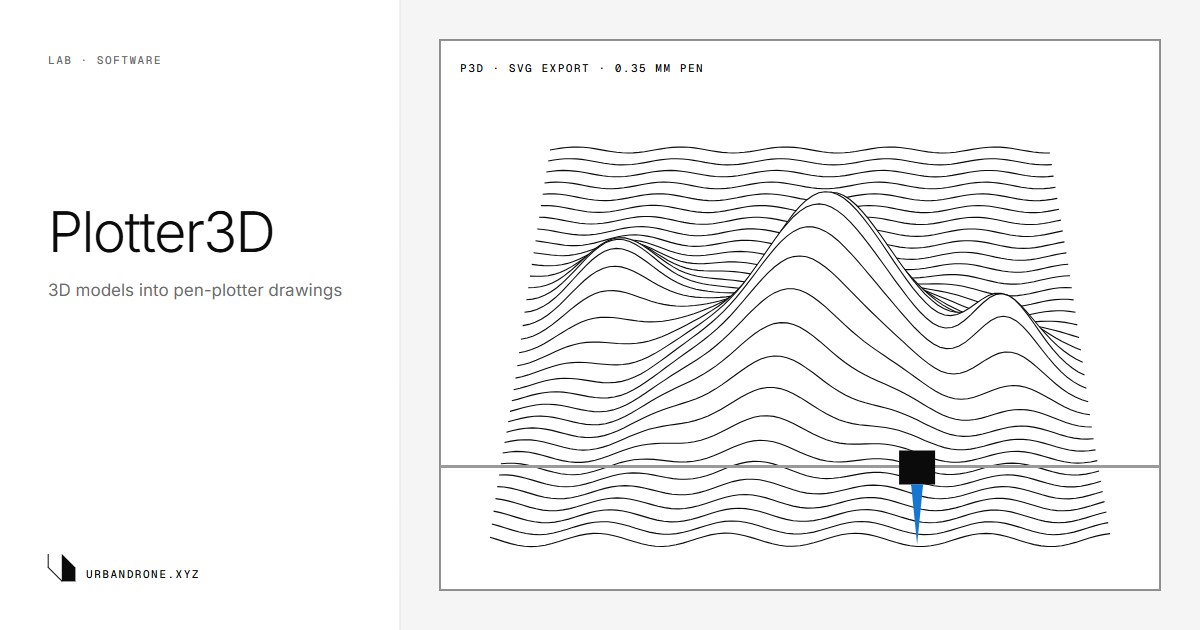 LAB · SOFTWARE
Plotter3D
3D models into pen-plotter drawings
URBANDRONE.XYZ
P3D · SVG EXPORT · 0.35 MM PEN